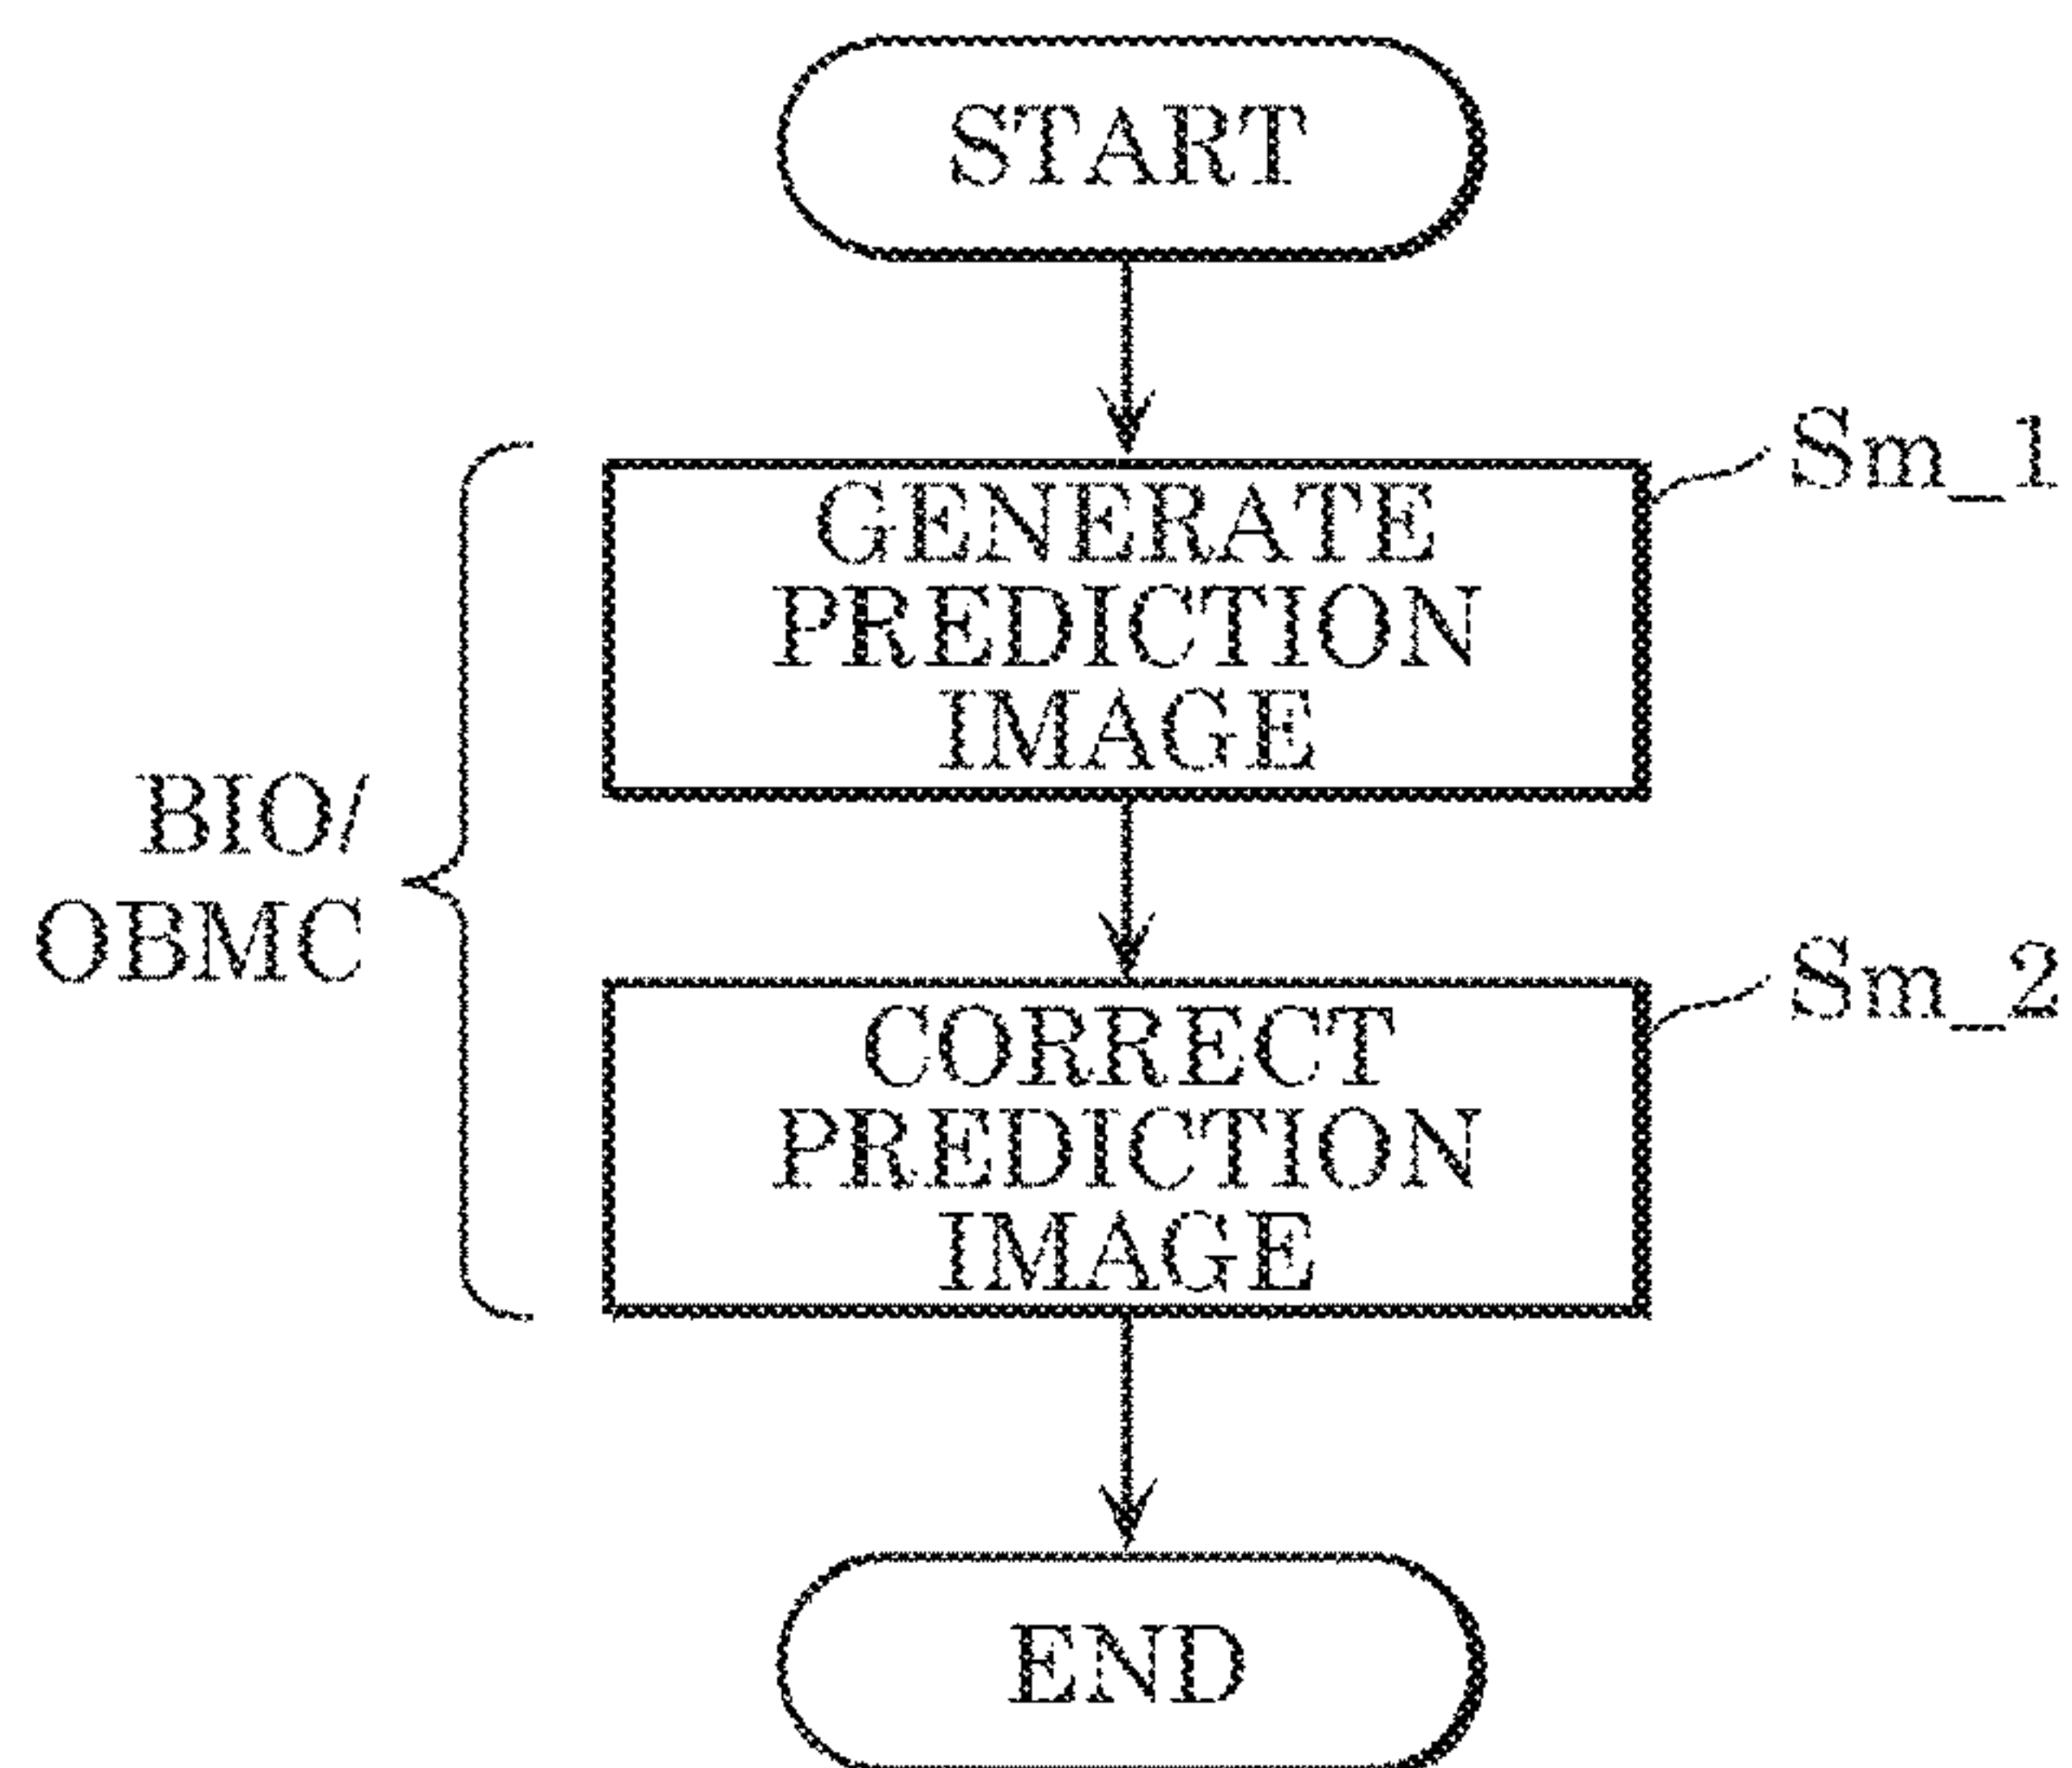 START
Sm_1
GENERATE
PREDICTION
IMAGE
BIO/
OBMC
Sm_2
CORRECT
PREDICTION
IMAGE
END